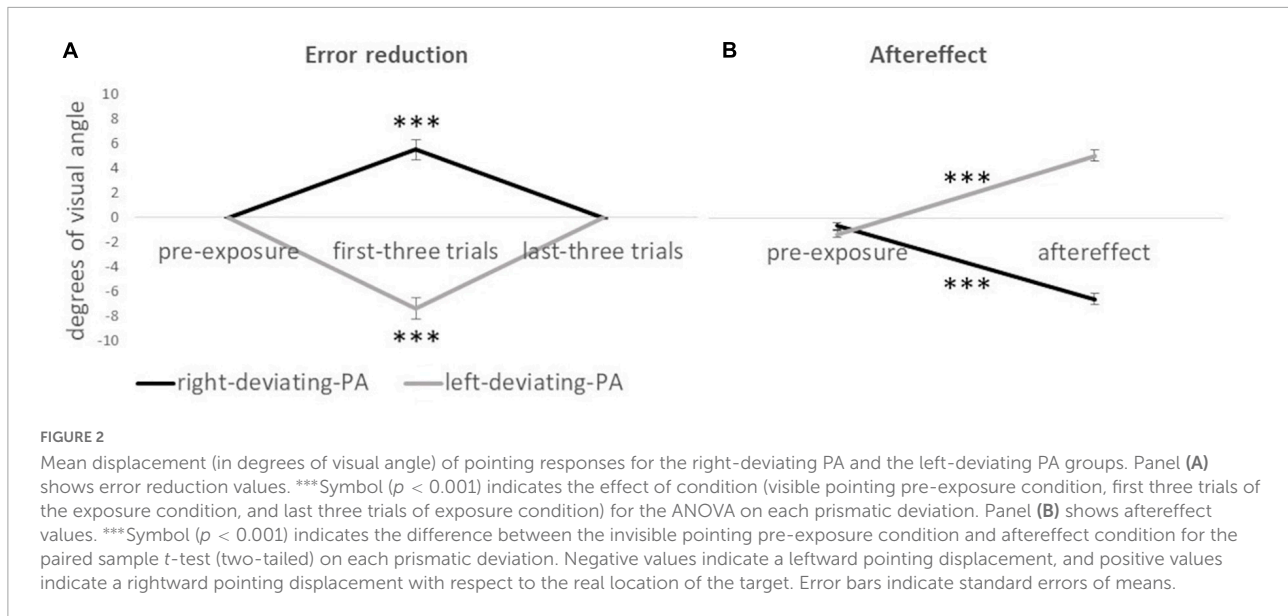 A
Error reduction
degrees of visual angle
10
8
6
4
2
0
-2
-4
-6
-8
-10
***
pre-exposure first-three trials last-three trials
***
right-deviating-PA left-deviating-PA
B
Aftereffect
***
pre-exposure aftereffect
***
FIGURE 2
Mean displacement (in degrees of visual angle) of pointing responses for the right-deviating PA and the left-deviating PA groups. Panel (A)
shows error reduction values. ***Symbol (p < 0.001) indicates the effect of condition (visible pointing pre-exposure condition, first three trials of
the exposure condition, and last three trials of exposure condition) for the ANOVA on each prismatic deviation. Panel (B) shows aftereffect
values. ***Symbol (p < 0.001) indicates the difference between the invisible pointing pre-exposure condition and aftereffect condition for the
paired sample t-test (two-tailed) on each prismatic deviation. Negative values indicate a leftward pointing displacement, and positive values
indicate a rightward pointing displacement with respect to the real location of the target. Error bars indicate standard errors of means.